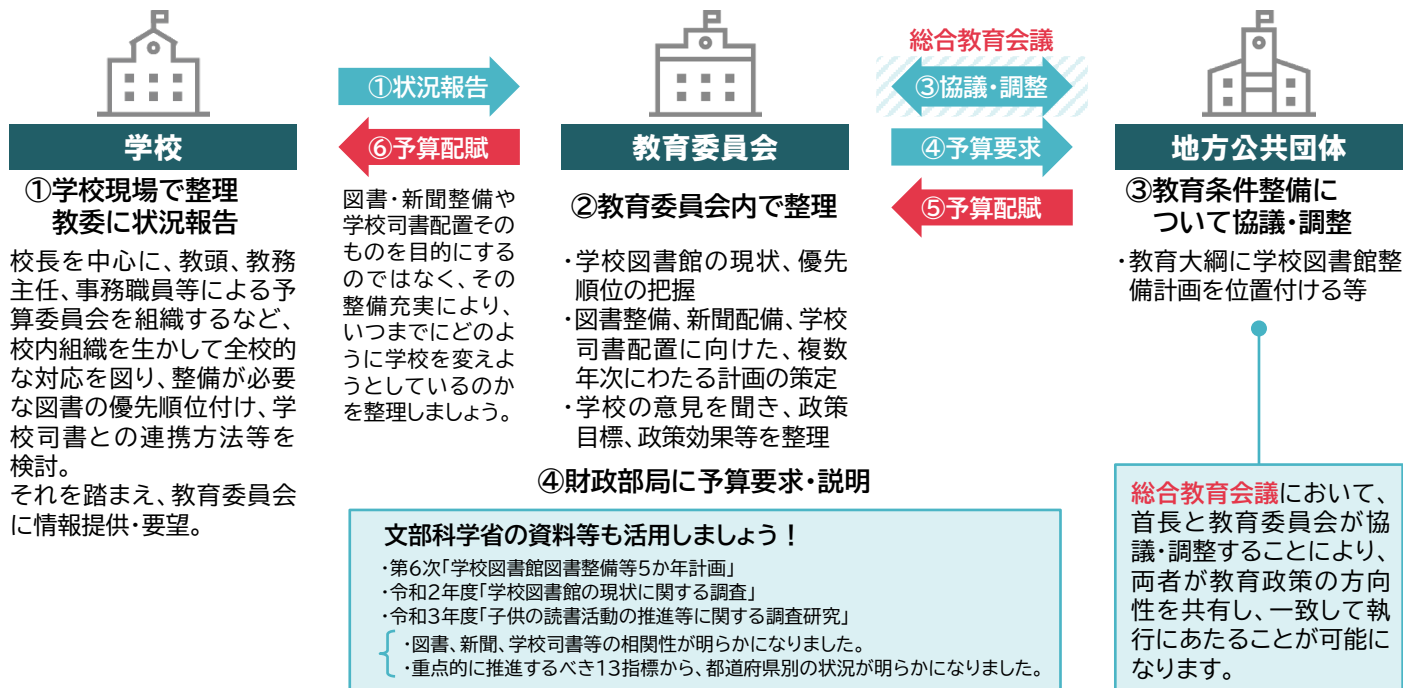 学校
①学校現場で整理
教委に状況報告
校長を中心に、教頭、教務
主任、事務職員等による予
算委員会を組織するなど、
校内組織を生かして全校的
な対応を図り、整備が必要
な図書の優先順位付け、学
校司書との連携方法等を
検討。
それを踏まえ、教育委員会
に情報提供・要望。
①状況報告
⑥予算配賦
図書・新聞整備や
学校司書配置その
ものを目的にする
のではなく、その
整備充実により、
いつまでにどのよ
うに学校を変えよ
うとしているのか
を整理しましょう。
教育委員会
②教育委員会内で整理
・学校図書館の現状、優先
順位の把握
・図書整備、新聞配備、学校
司書配置に向けた、複数
年次にわたる計画の策定
・学校の意見を聞き、政策
目標、政策効果等を整理
④財政部局に予算要求・説明
文部科学省の資料等も活用しましょう！
・第6次「学校図書館図書整備等5か年計画」
・令和2年度「学校図書館の現状に関する調査」
・令和3年度「子供の読書活動の推進等に関する調査研究」
・図書、新聞、学校司書等の相関性が明らかになりました。
・重点的に推進するべき13指標から、都道府県別の状況が明らかになりました。
総合教育会議
③協議・調整
④予算要求
⑤予算配賦
地方公共団体
③教育条件整備に
ついて協議・調整
・教育大綱に学校図書館整
備計画を位置付ける等
総合教育会議において、
首長と教育委員会が協
議・調整することにより、
両者が教育政策の方向
性を共有し、一致して執
行にあたることが可能に
なります。